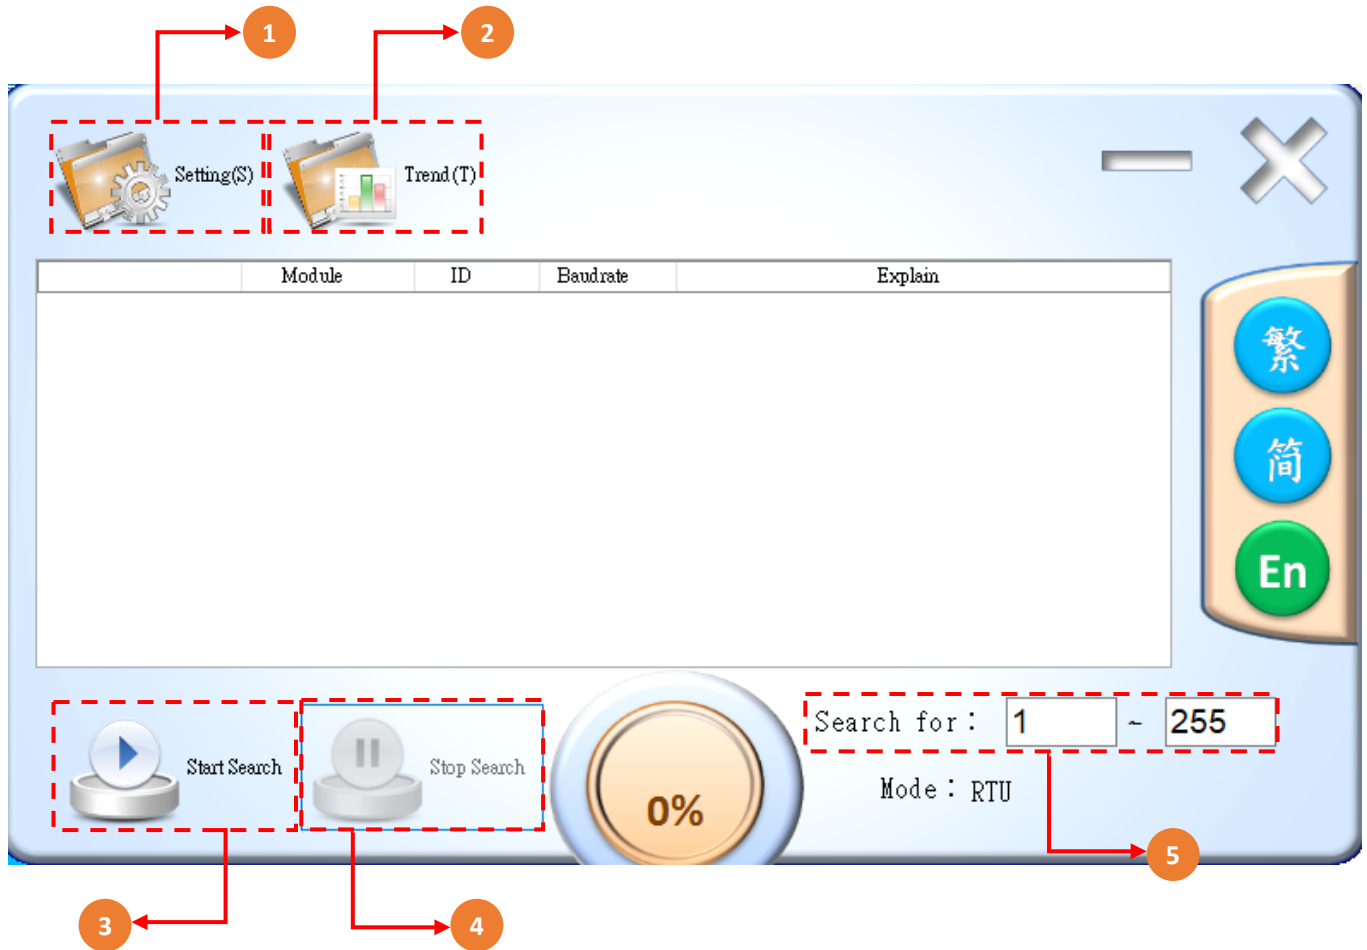 1 2
Setting(S) Trend(T)
Module ID Baudrate Explain
繁
简
En
Search for： 1 ~ 255
Start Search Stop Search
Mode：RTU
0%
5
3 4